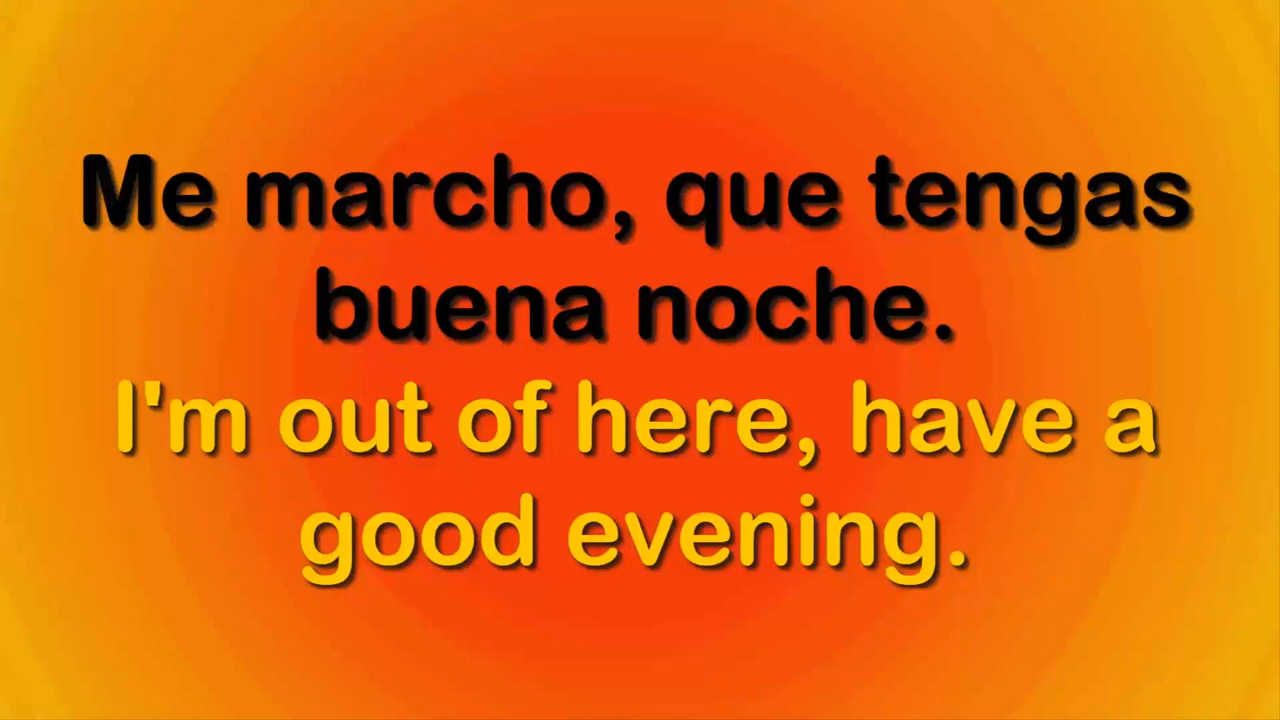 Me marcho, que tengas
buena noche.
I'm out of here, have a
good evening.